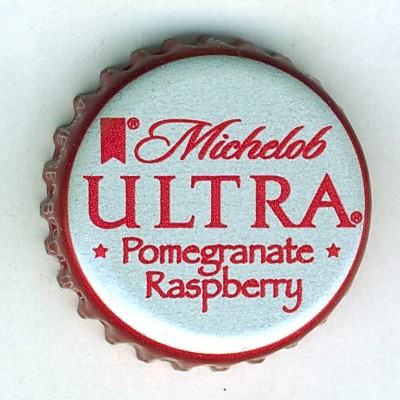 Michelob
ULTRA®
★ Pomegranate ★
Raspberry